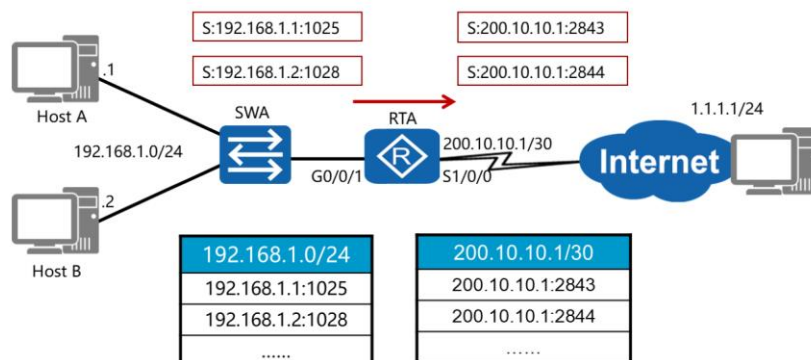 S:192.168.1.1:1025
S:200.10.10.1:2843
S:192.168.1.2:1028
S:200.10.10.1:2844
.1
Host A
SWA
RTA
1.1.1.1/24
192.168.1.0/24
200.10.10.1/30
R
Internet
G0/0/1
S1/0/0
.2
Host B
192.168.1.0/24
192.168.1.1:1025
192.168.1.2:1028
......
200.10.10.1/30
200.10.10.1:2843
200.10.10.1:2844
......